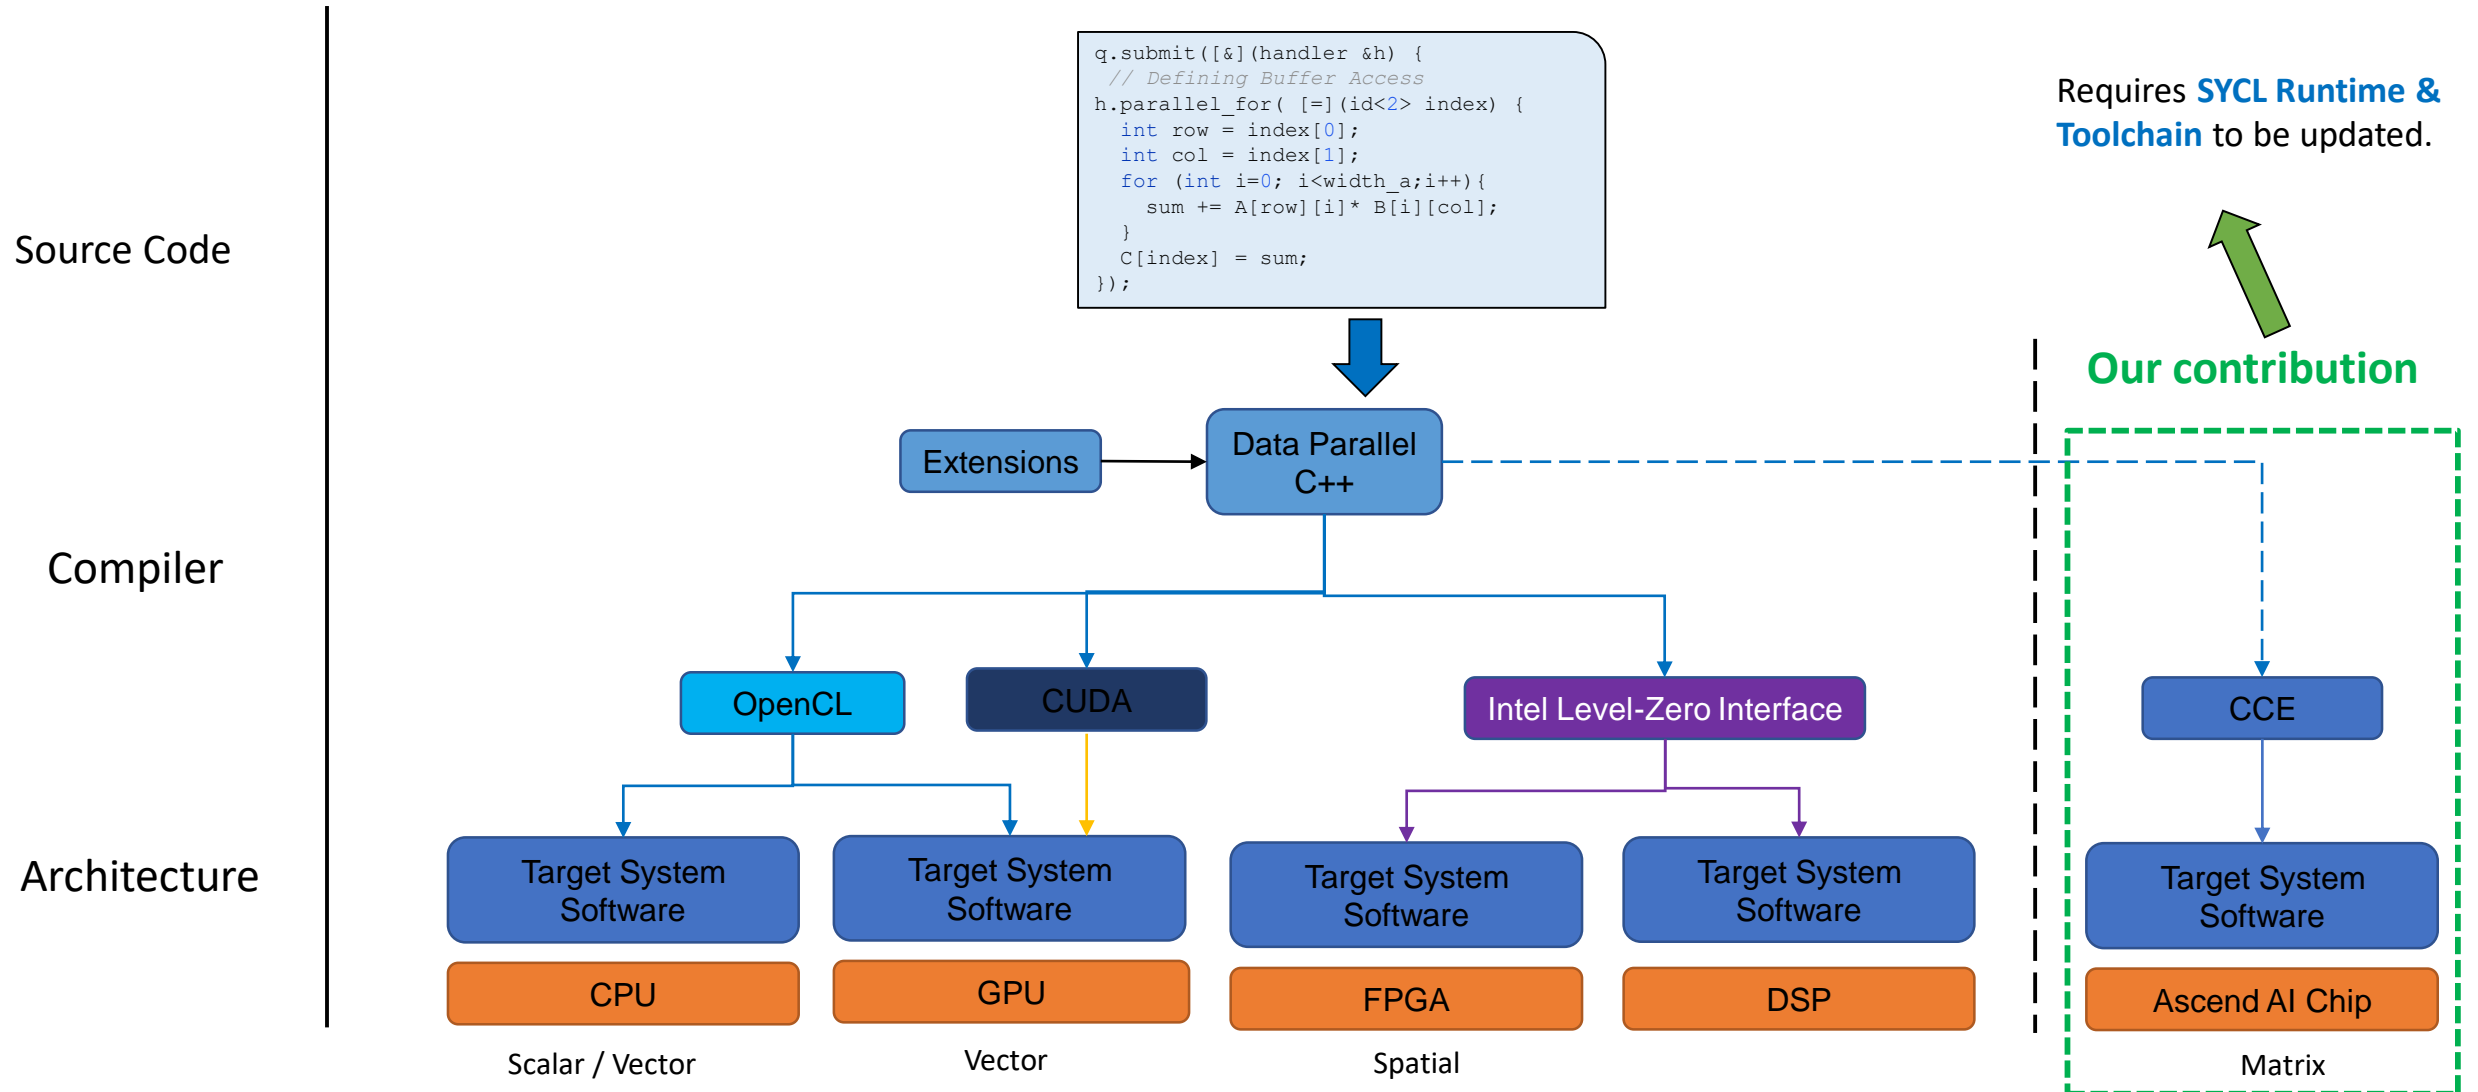 q.submit([&](handler &h) {
// Defining Buffer Access
h.parallel_for( [=](id<2> index) {
int row = index[0];
int col = index[1];
for (int i=0; i<width_a;i++){
sum += A[row][i]* B[i][col];
}
C[index] = sum;
});
Requires SYCL Runtime &
Toolchain to be updated.
Source Code
Our contribution
Extensions
Data Parallel
C++
Compiler
OpenCL
CUDA
Intel Level-Zero Interface
CCE
Architecture
Target System
Software
Target System
Software
Target System
Software
Target System
Software
Target System
Software
CPU
GPU
FPGA
DSP
Ascend AI Chip
Scalar / Vector
Vector
Spatial
Matrix